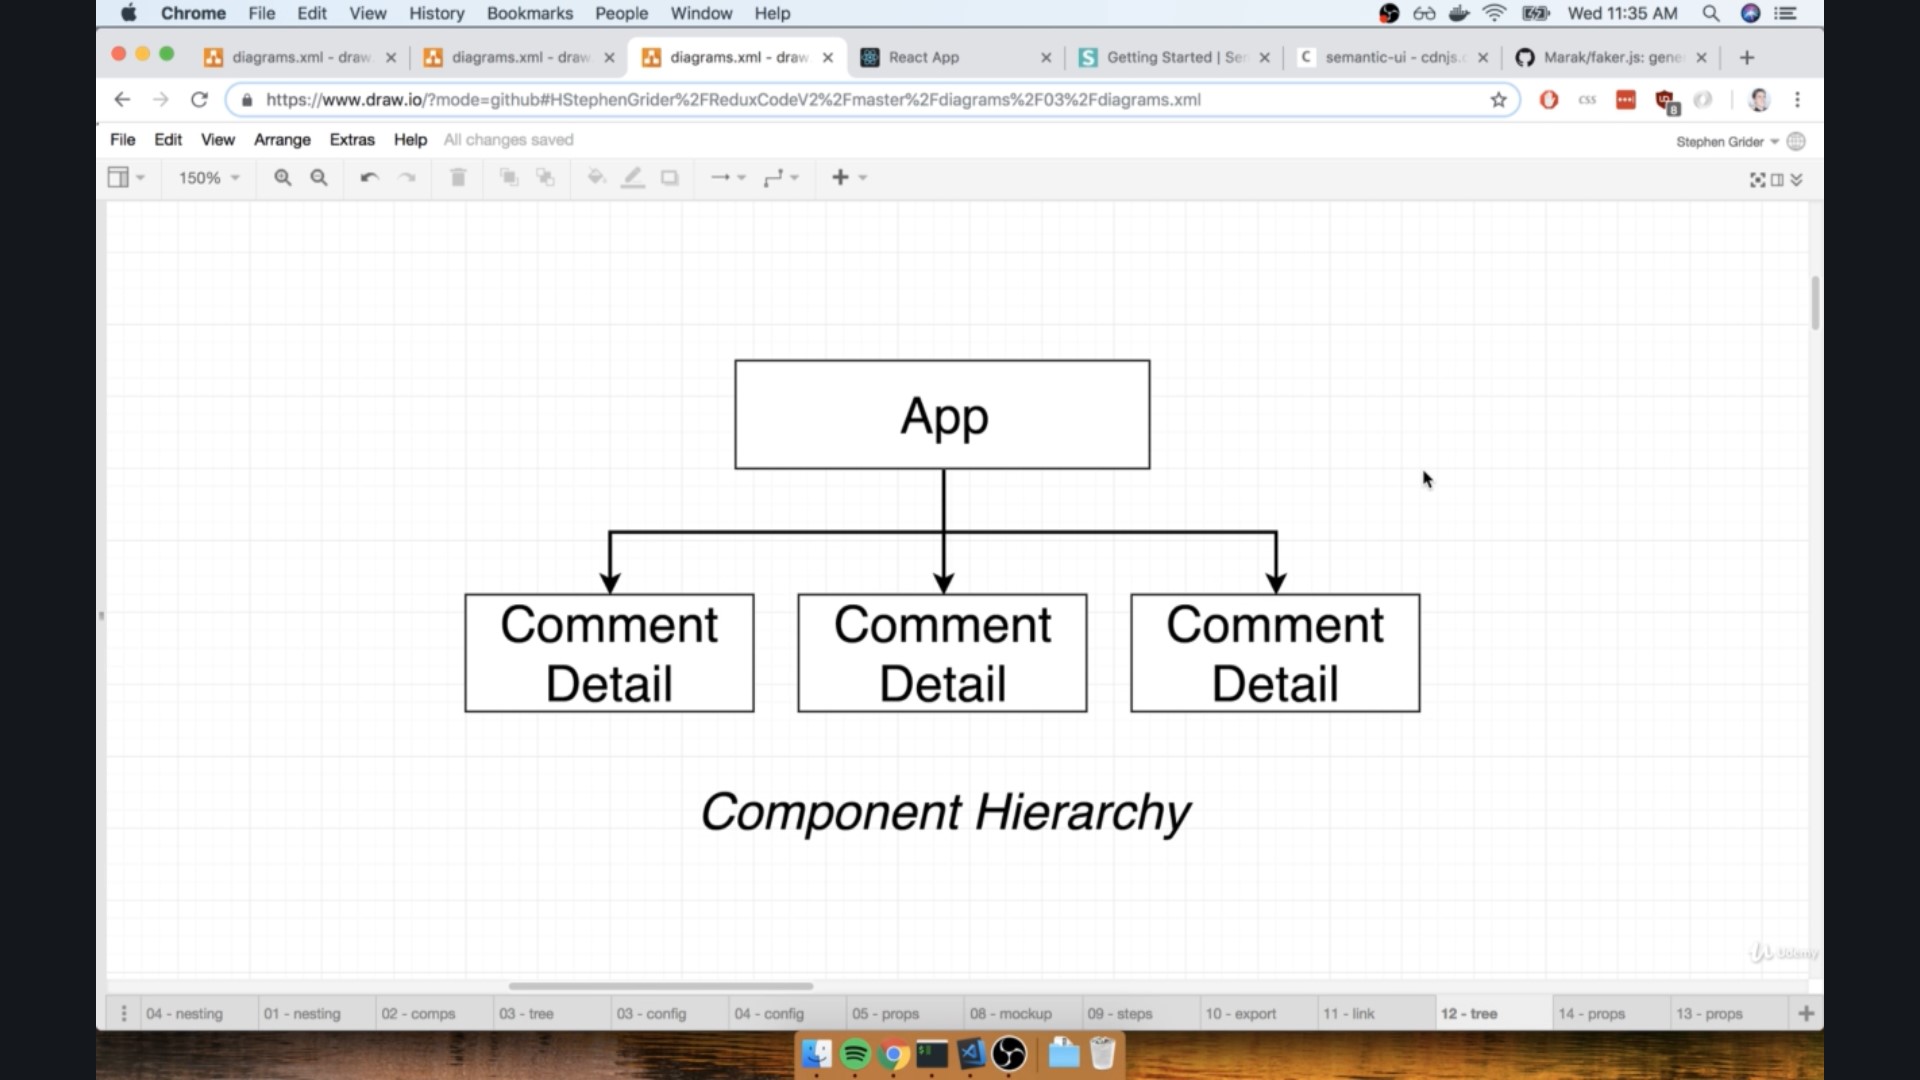 Chrome File Edit View History Bookmarks People Window Help Wed 11:35 AM
diagrams.xml - draw diagrams.xml - draw. diagrams.xml - draw React App Getting Started | Se semantic-ui - cdnjs. Marak/faker.js: gene
https://www.draw.io/?mode=github#HStephenGrider%2FReduxCodeV2%2Fmaster%2Fdiagrams%2F03%2Fdiagrams.xml css 8
File Edit View Arrange Extras Help All changes saved Stephen Grider
150%
App
Comment Comment Comment
Detail Detail Detail
Component Hierarchy
Udemy
04 - nesting 01 - nesting 02 - comps 03 - tree 03 - config 04 - config 05 - props 08 - mockup 09 - steps 10 - export 11 - link 12 - tree 14 - props 13 - props